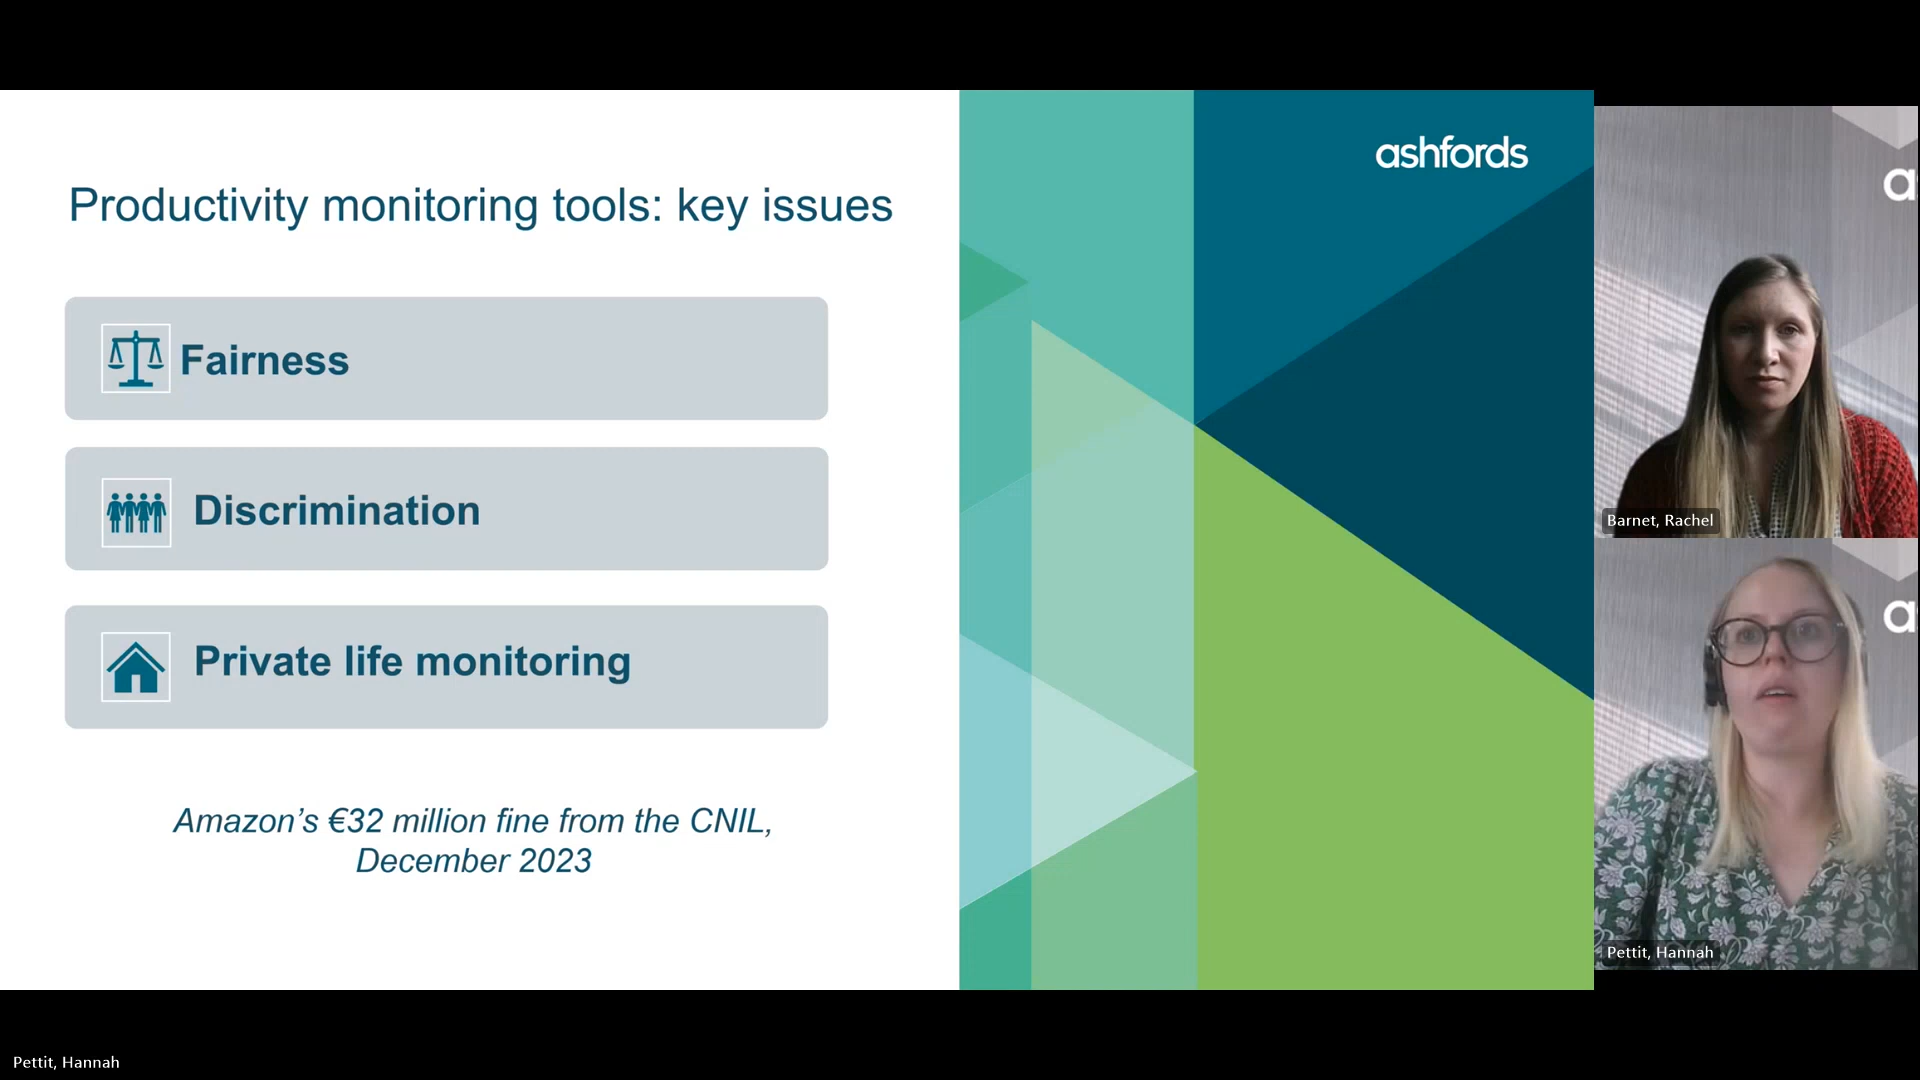 ashfords
Productivity monitoring tools: key issues
Fairness
Discrimination
Private life monitoring
Amazon’s €32 million fine from the CNIL,
December 2023
a
Barnet, Rachel
a
Pettit, Hannah
Pettit, Hannah